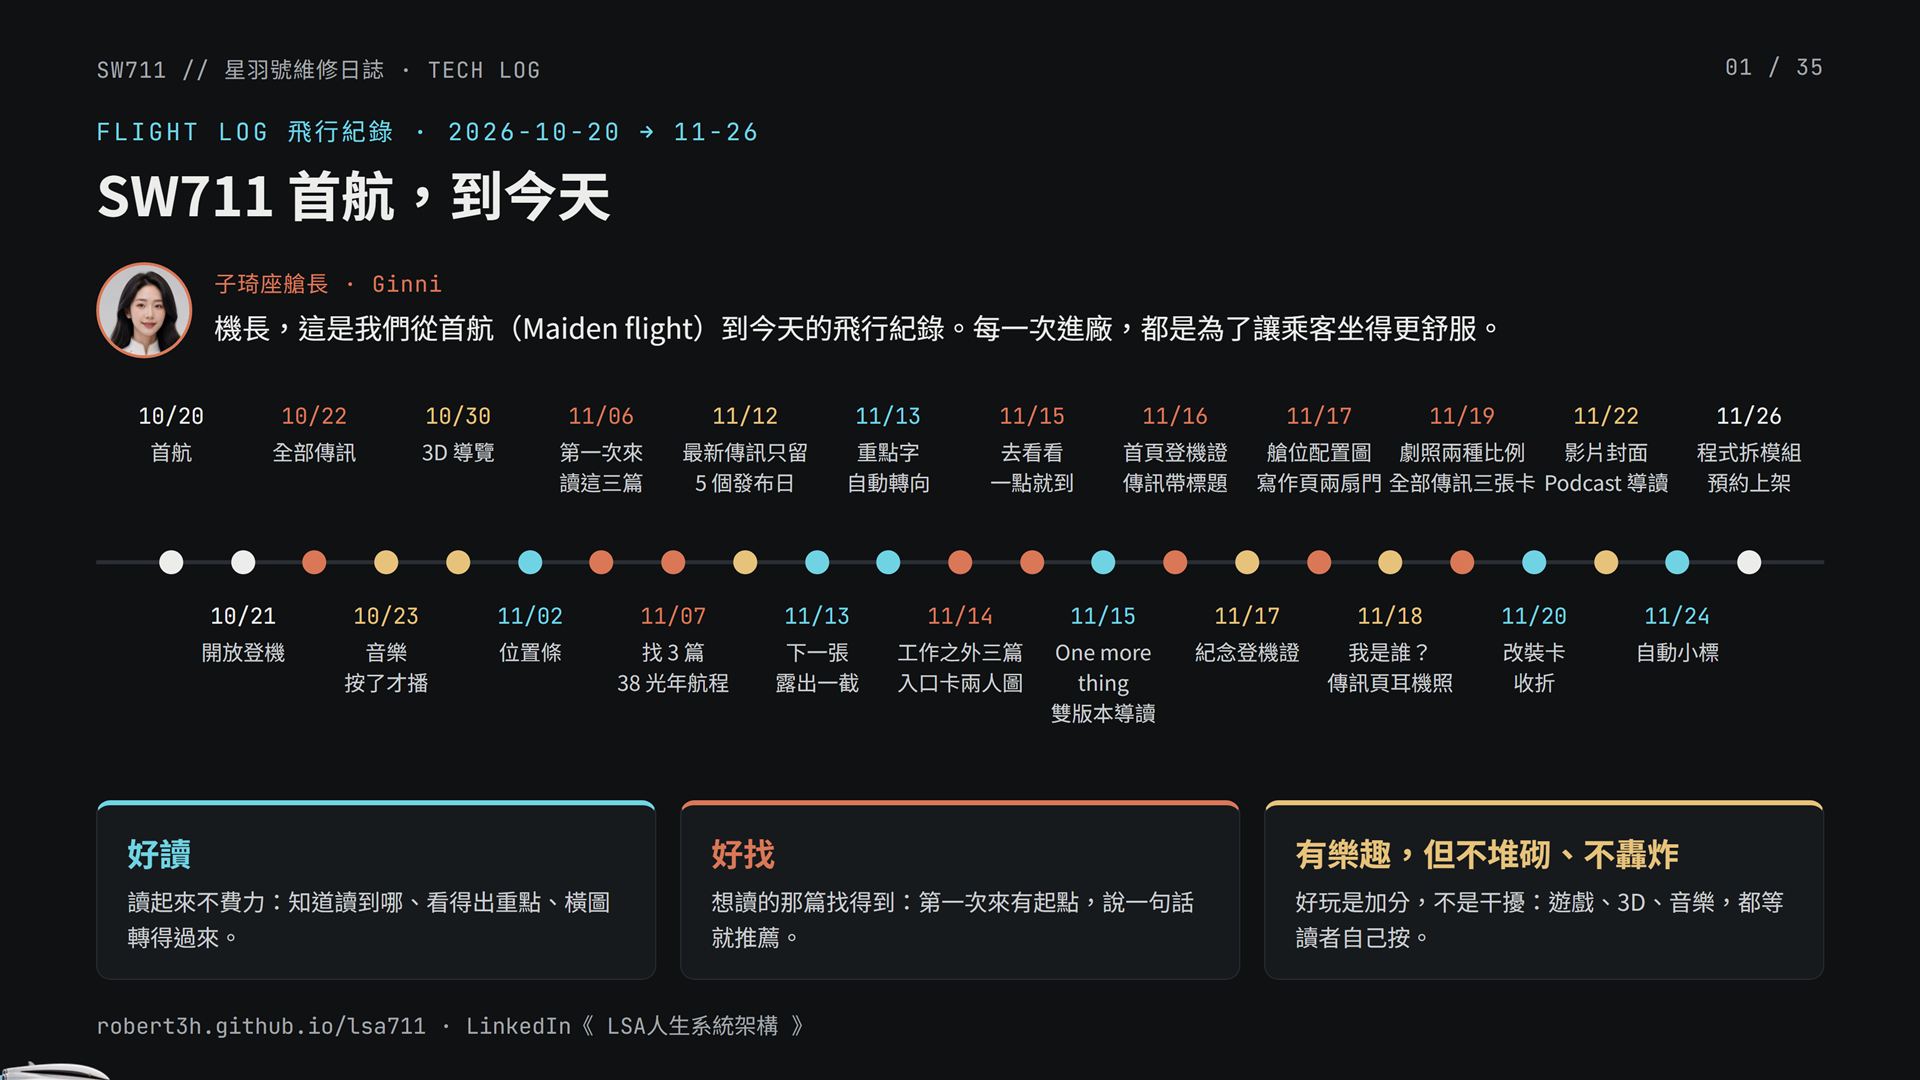 SW711 // 星羽號維修日誌 · TECH LOG
01 / 35
FLIGHT LOG 飛行紀錄 · 2026-10-20 → 11-26
SW711 首航，到今天
子琦座艙長 · Ginni
機長，這是我們從首航（Maiden flight）到今天的飛行紀錄。每一次進廠，都是為了讓乘客坐得更舒服。
10/20
首航
10/22
全部傳訊
10/30
3D 導覽
11/06
第一次來
讀這三篇
11/12
最新傳訊只留
5 個發布日
11/13
重點字
自動轉向
11/15
去看看
一點就到
11/16
首頁登機證
傳訊帶標題
11/17
艙位配置圖
寫作頁兩扇門
11/19
劇照兩種比例
全部傳訊三張卡
11/22
影片封面
Podcast 導讀
11/26
程式拆模組
預約上架
10/21
開放登機
10/23
音樂
按了才播
11/02
位置條
11/07
找 3 篇
38 光年航程
11/13
下一張
露出一截
11/14
工作之外三篇
入口卡兩人圖
11/15
One more
thing
雙版本導讀
11/17
紀念登機證
11/18
我是誰？
傳訊頁耳機照
11/20
改裝卡
收折
11/24
自動小標
好讀
讀起來不費力：知道讀到哪、看得出重點、橫圖
轉得過來。
好找
想讀的那篇找得到：第一次來有起點，說一句話
就推薦。
有樂趣，但不堆砌、不轟炸
好玩是加分，不是干擾：遊戲、3D、音樂，都等
讀者自己按。
robert3h.github.io/lsa711 · LinkedIn《 LSA人生系統架構 》